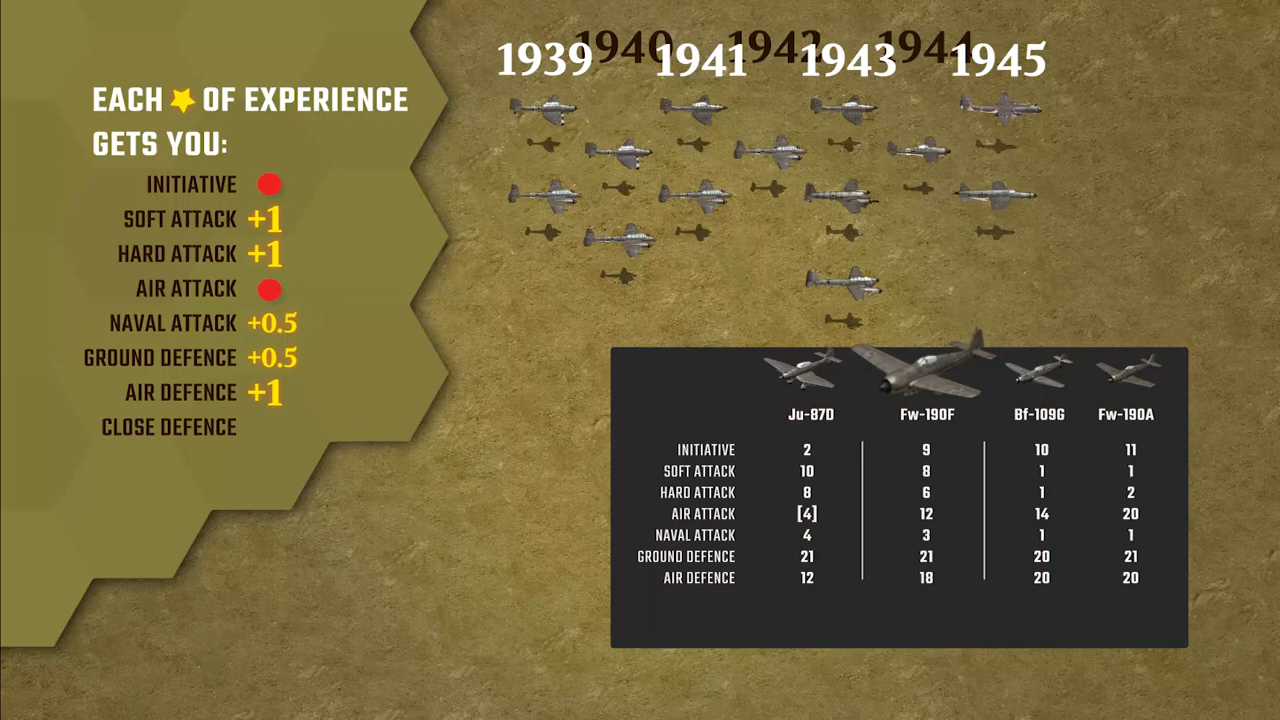 EACH OF EXPERIENCE
GETS YOU:
INITIATIVE
SOFT ATTACK +1
HARD ATTACK +1
AIR ATTACK
NAVAL ATTACK +0.5
GROUND DEFENCE +0.5
AIR DEFENCE +1
CLOSE DEFENCE
1939 1940 1941 1942 1943 1944 1945
Ju-87D Fw-190F Bf-109G Fw-190A
INITIATIVE 2 9 10 11
SOFT ATTACK 10 8 1 1
HARD ATTACK 8 6 1 2
AIR ATTACK [4] 12 14 20
NAVAL ATTACK 4 3 1 1
GROUND DEFENCE 21 21 20 21
AIR DEFENCE 12 18 20 20